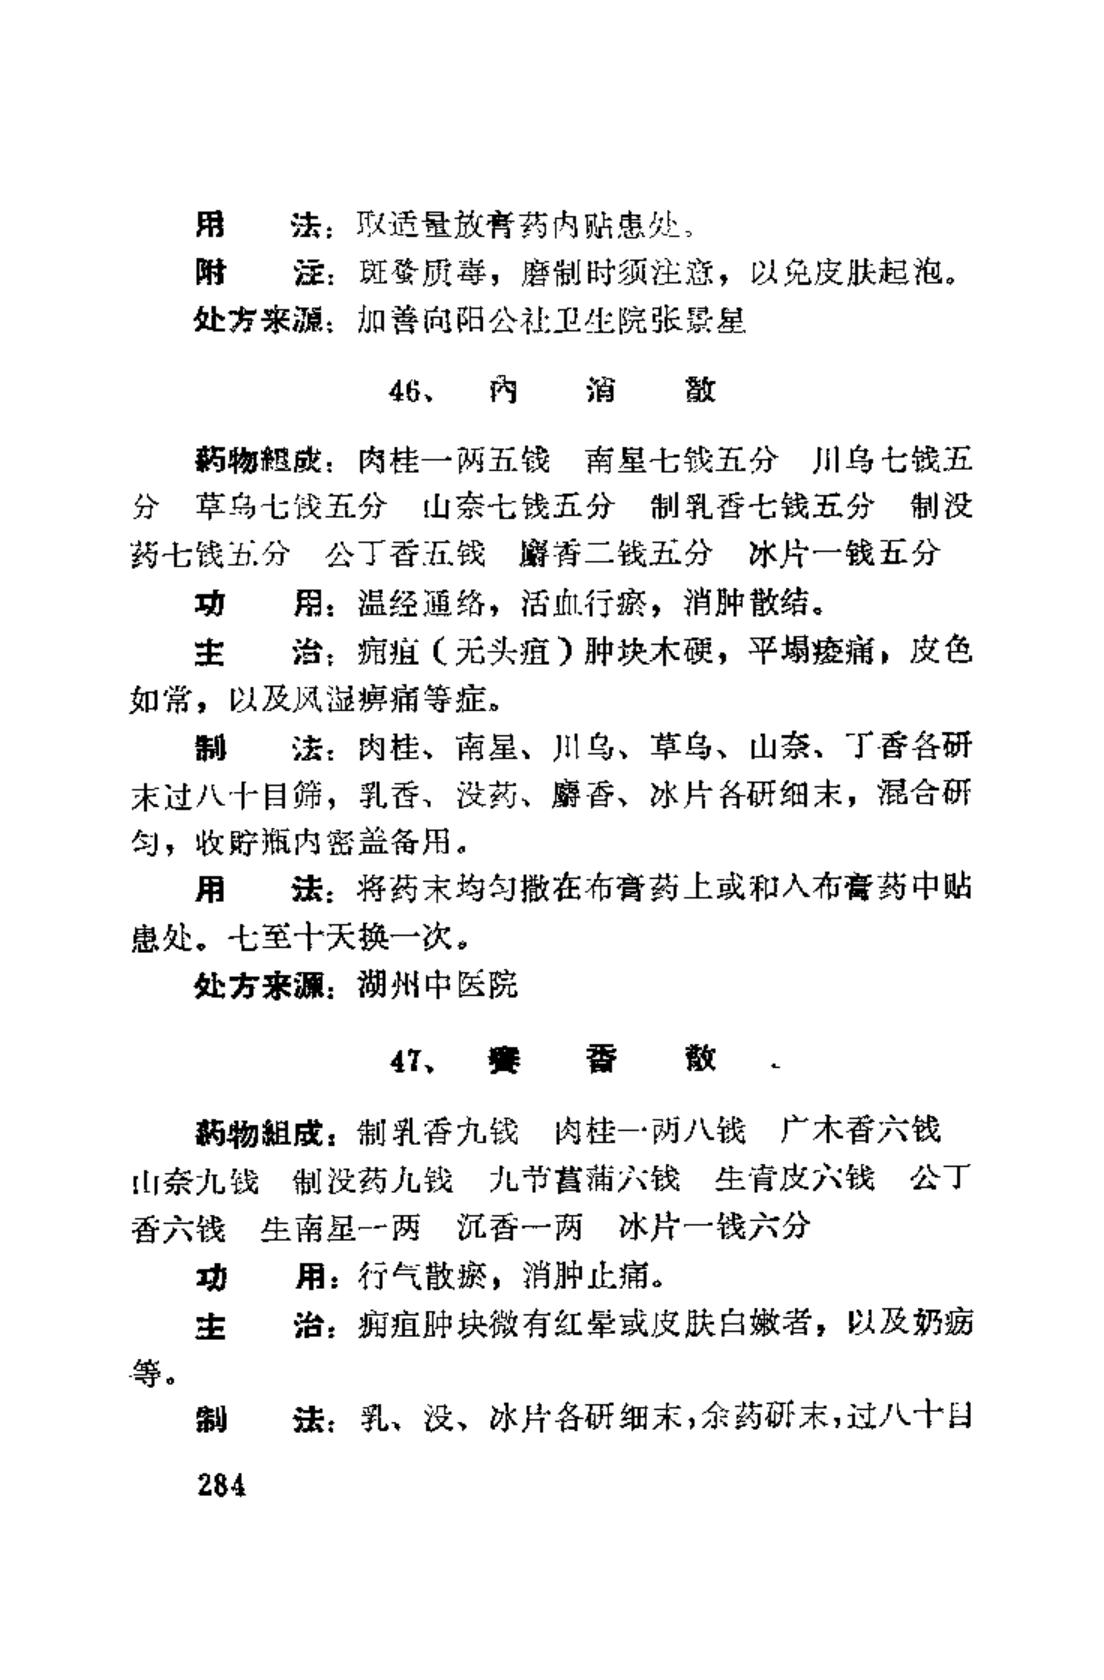 用　　法：取适量放膏药内贴患处。
附　　注：斑蝥质毒，磨制时须注意，以免皮肤起泡。
处方来源：加善向阳公社卫生院张景星
46、 内 消 散
药物组成：肉桂一两五钱　南星七钱五分　川乌七钱五
分　草乌七钱五分　山奈七钱五分　制乳香七钱五分　制没
药七钱五分　公丁香五钱　麝香二钱五分　冰片一钱五分
功　　用：温经通络，活血行瘀，消肿散结。
主　　治：痈疽（无头疽）肿块木硬，平塌痠痛，皮色
如常，以及风湿痹痛等症。
制　　法：肉桂、南星、川乌、草乌、山奈、丁香各研
末过八十目筛，乳香、没药、麝香、冰片各研细末，混合研
匀，收贮瓶内密盖备用。
用　　法：将药末均匀撒在布膏药上或和入布膏药中贴
患处。七至十天换一次。
处方来源：湖州中医院
47、 香 散
药物组成：制乳香九钱　肉桂一两八钱　广木香六钱
山奈九钱　制没药九钱　九节菖蒲六钱　生青皮六钱　公丁
香六钱　生南星一两　沉香一两　冰片一钱六分
功　　用：行气散瘀，消肿止痛。
主　　治：痈疽肿块微有红晕或皮肤白嫩者，以及奶疬
等。
制　　法：乳、没、冰片各研细末，余药研末，过八十目
284